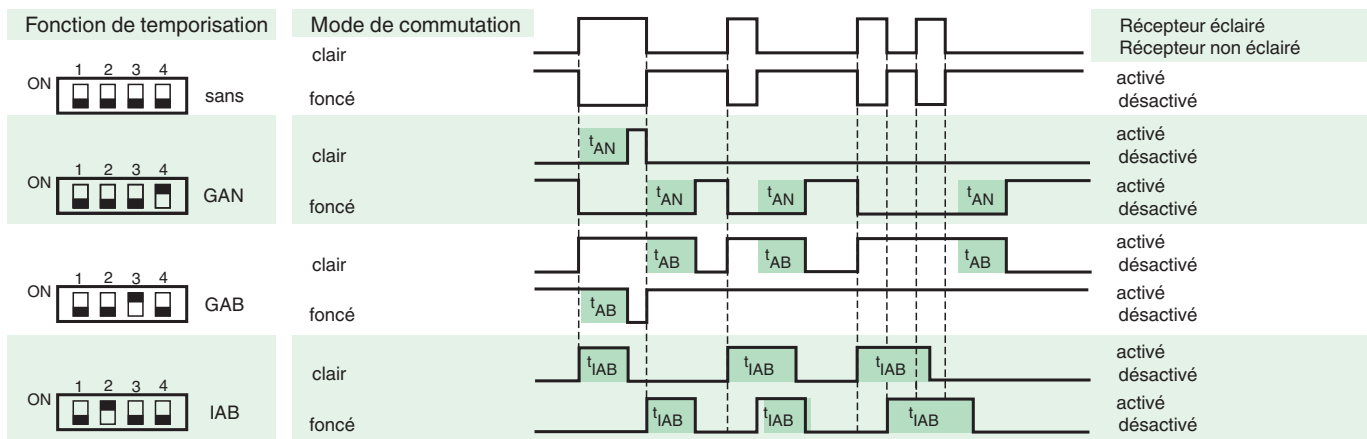 Fonction de temporisation
Mode de commutation
Récepteur éclairé
Récepteur non éclairé
clair
ON 1 2 3 4 sans
foncé
activé
désactivé
clair
tAN
activé
désactivé
ON 1 2 3 4 GAN
foncé
tAN tAN tAN
activé
désactivé
clair
tAB tAB tAB
activé
désactivé
ON 1 2 3 4 GAB
foncé
tAB
activé
désactivé
clair
tIAB tIAB tIAB
activé
désactivé
ON 1 2 3 4 IAB
foncé
tIAB tIAB tIAB
activé
désactivé